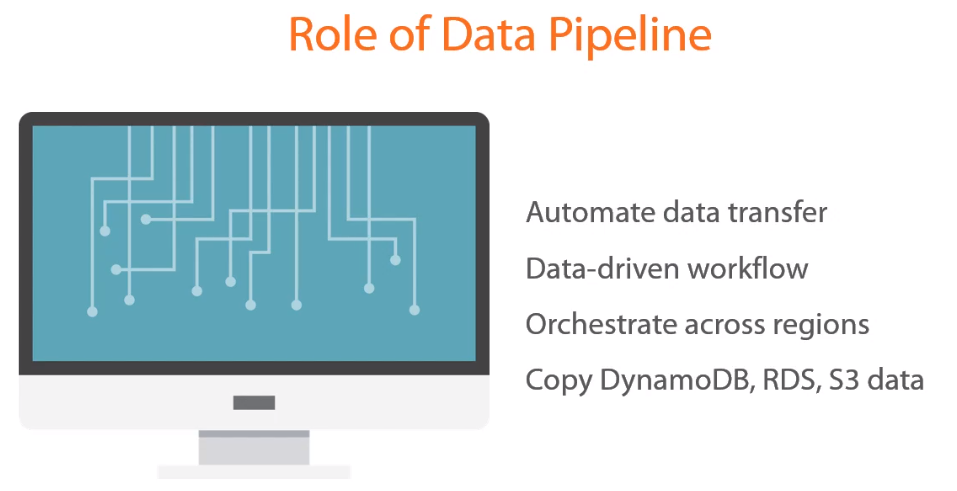 Role of Data Pipeline
Automate data transfer
Data-driven workflow
Orchestrate across regions
Copy DynamoDB, RDS, S3 data